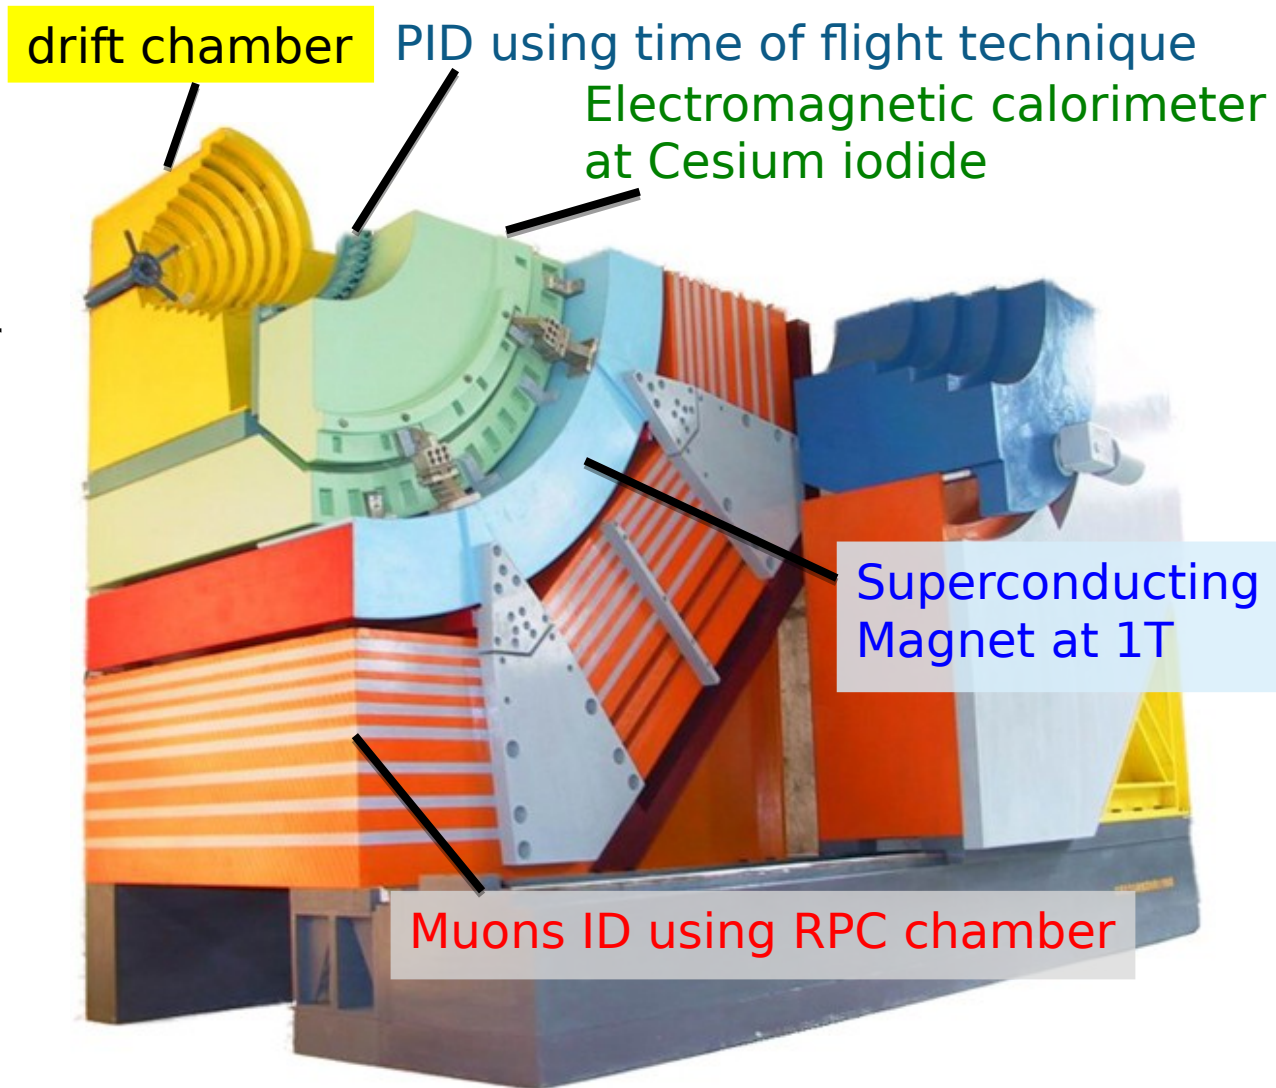 drift chamber
PID using time of flight technique
Electromagnetic calorimeter
at Cesium iodide
Superconducting
Magnet at 1T
Muons ID using RPC chamber